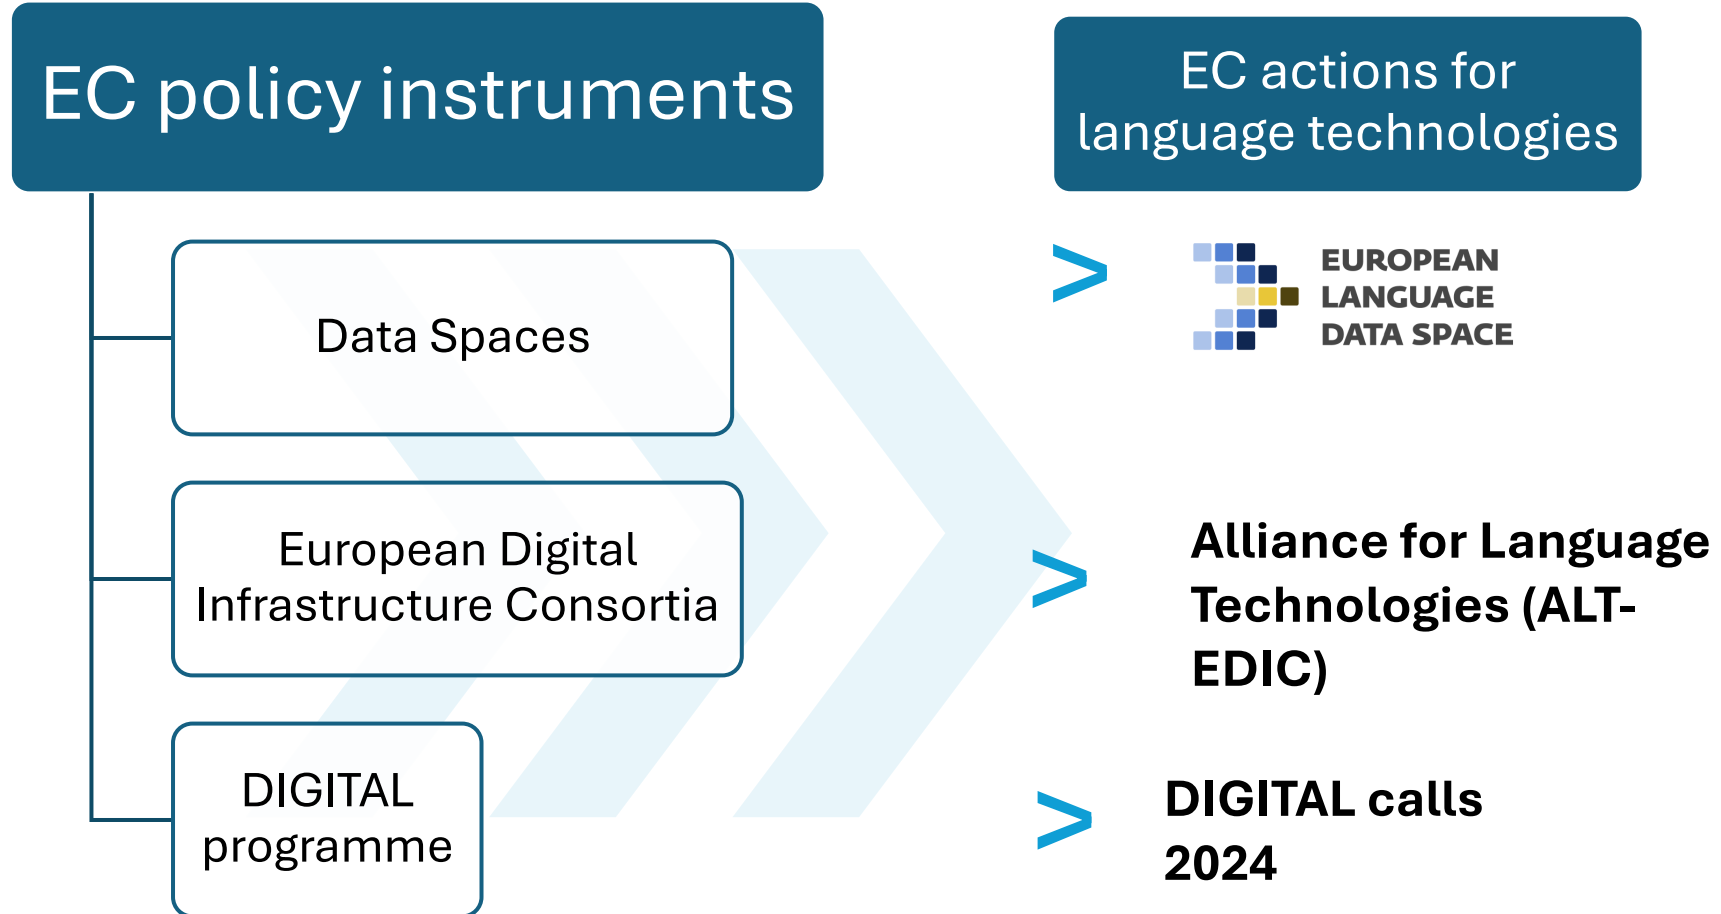 EC policy instruments
EC actions for
language technologies
Data Spaces
>
EUROPEAN
LANGUAGE
DATA SPACE
European Digital
Infrastructure Consortia
>
Alliance for Language
Technologies (ALT-
EDIC)
DIGITAL
programme
>
DIGITAL calls
2024